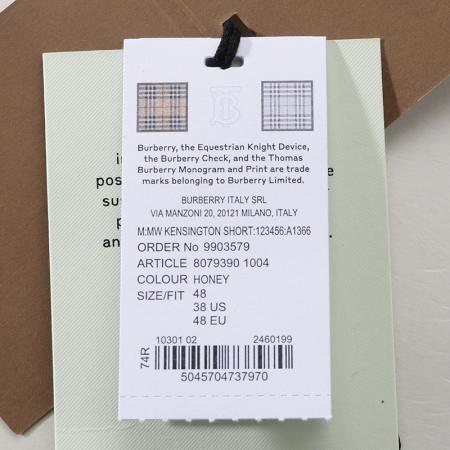 Burberry, the Equestrian Knight Device,
the Burberry Check, and the Thomas
Burberry Monogram and Print are trade
marks belonging to Burberry Limited.
BURBERRY ITALY SRL
VIA MANZONI 20, 20121 MILANO, ITALY
M:MW KENSINGTON SHORT:123456:A1366
ORDER No 9903579
ARTICLE 8079390 1004
COLOUR HONEY
SIZE/FIT 48
38 US
48 EU
10301 02 2460199
74R
5045704737970